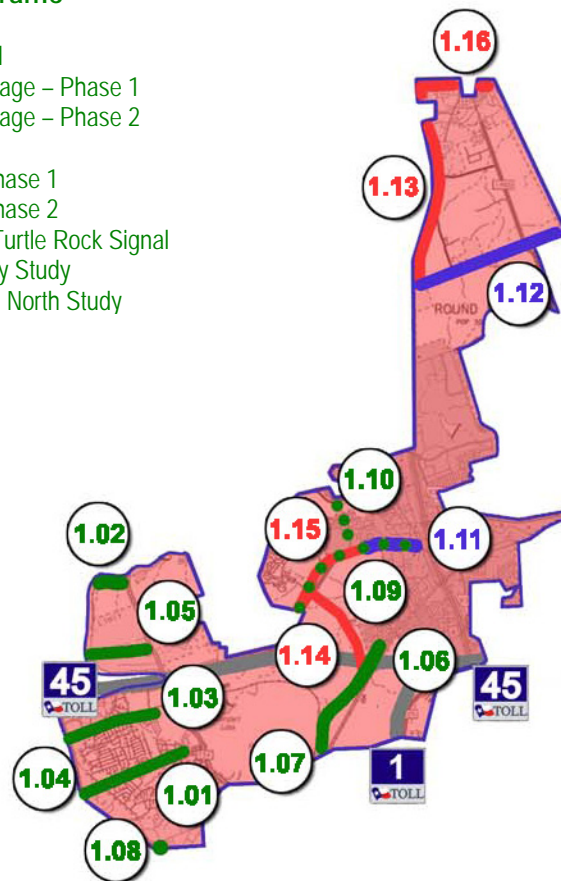 age – Phase 1
age – Phase 2
hase 1
hase 2
Turtle Rock Signal
y Study
North Study
1.16
1.13
1.12
ROUND
1.10
1.02
1.15
1.11
1.05
1.09
1.14
1.06
45
TOLL
1.03
45
TOLL
1.04
1.01
1.07
1
TOLL
1.08